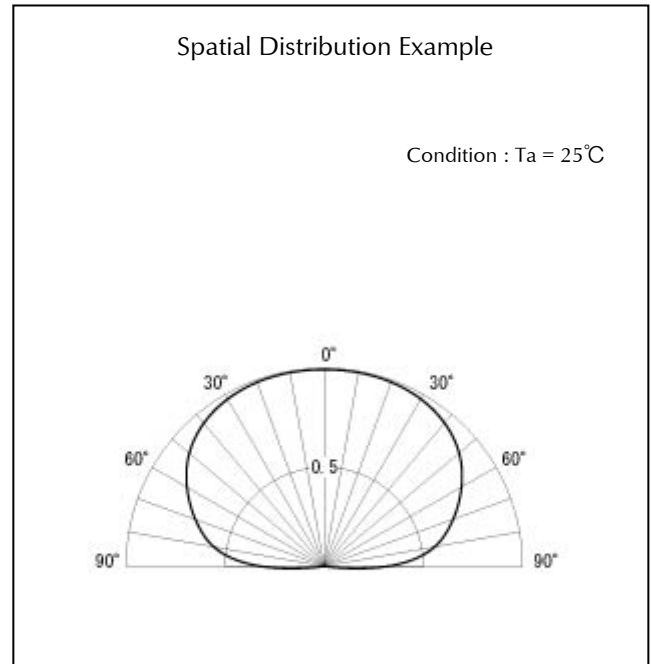 Spatial Distribution Example
Condition : Ta = 25℃
0°
30° 30°
60° 60°
0. 5
90° 90°